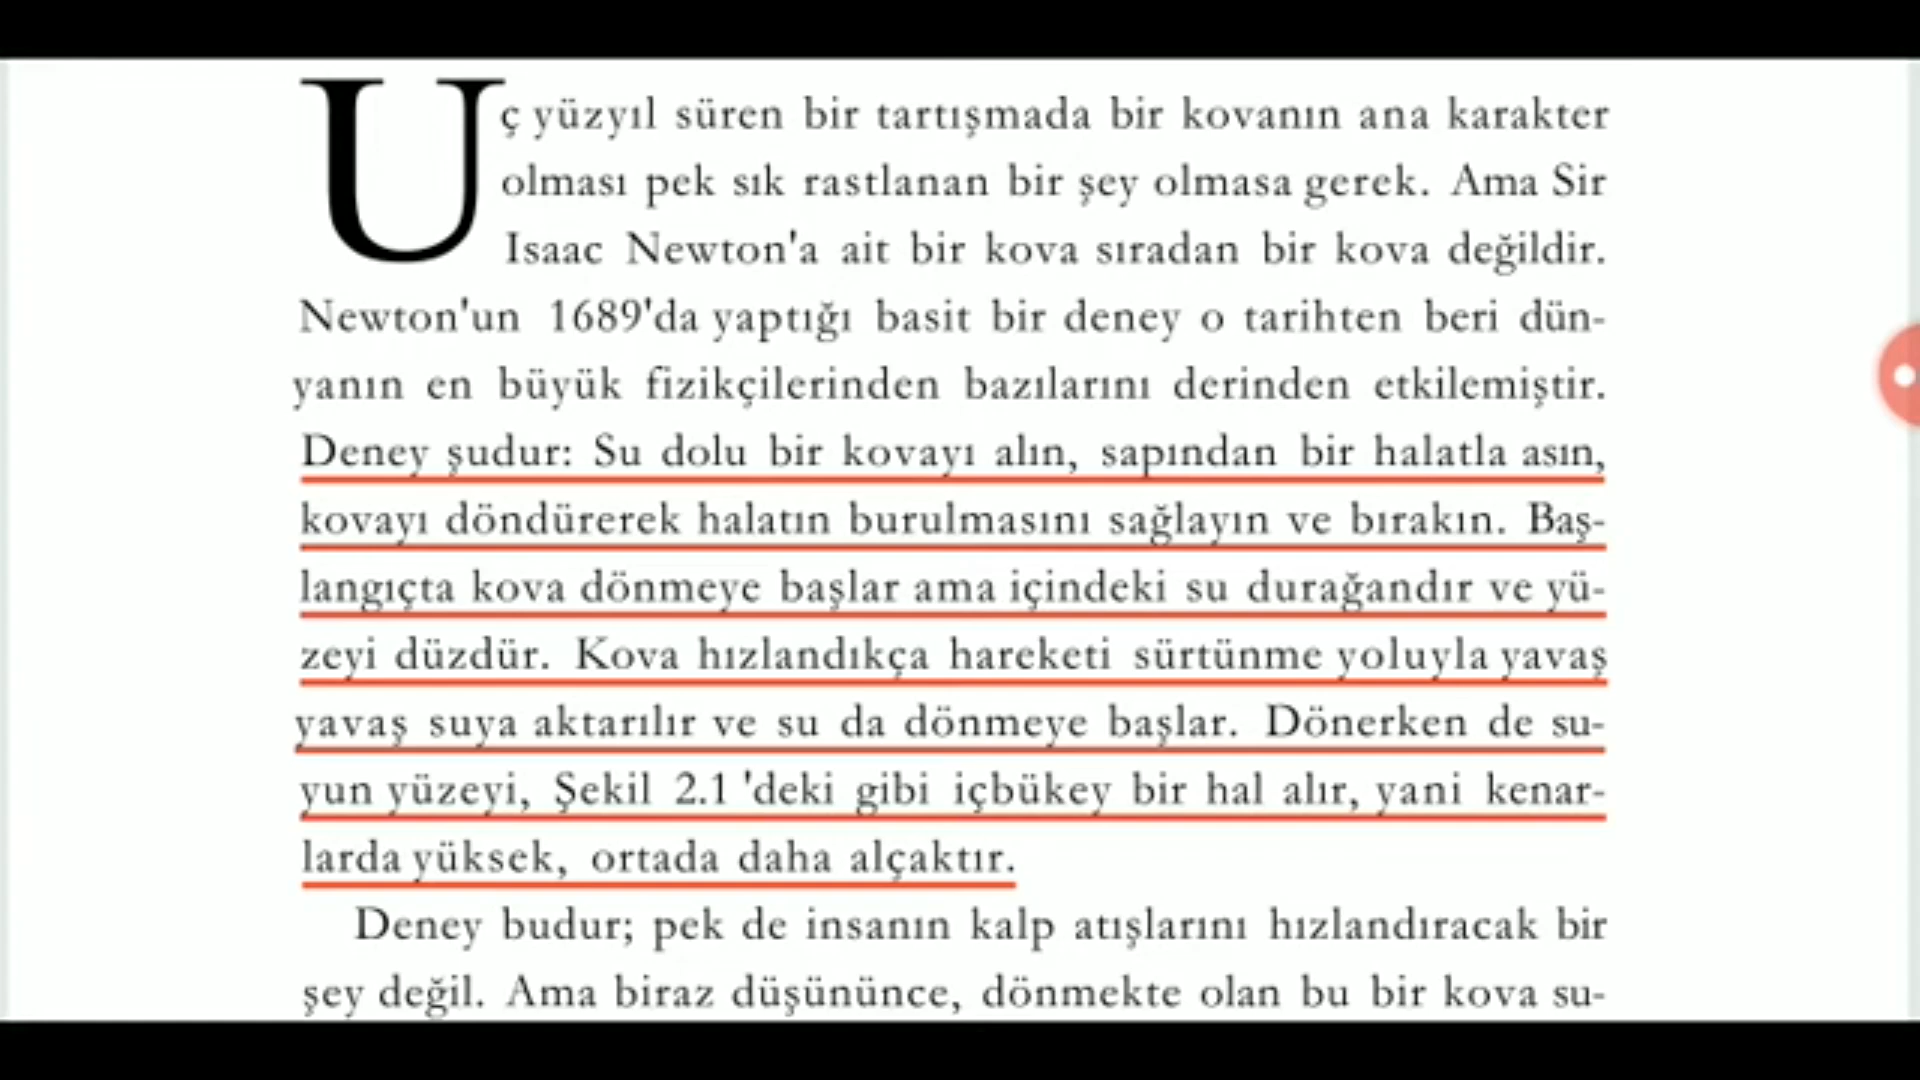 Uç yüzyıl süren bir tartışmada bir kovanın ana karakter
olması pek sık rastlanan bir şey olmasa gerek. Ama Sir
Isaac Newton'a ait bir kova sıradan bir kova değildir.
Newton'un 1689'da yaptığı basit bir deney o tarihten beri dün-
yanın en büyük fizikçilerinden bazılarını derinden etkilemiştir.
Deney şudur: Su dolu bir kovayı alın, sapından bir halatla asın,
kovayı döndürerek halatın burulmasını sağlayın ve bırakın. Baş-
langıçta kova dönmeye başlar ama içindeki su durağandır ve yü-
zeyi düzdür. Kova hızlandıkça hareketi sürtünme yoluyla yavaş
yavaş suya aktarılır ve su da dönmeye başlar. Dönerken de su-
yun yüzeyi, Şekil 2.1 'deki gibi içbükey bir hal alır, yani kenar-
larda yüksek, ortada daha alçaktır.
Deney budur; pek de insanın kalp atışlarını hızlandıracak bir
şey değil. Ama biraz düşününce, dönmekte olan bu bir kova su-